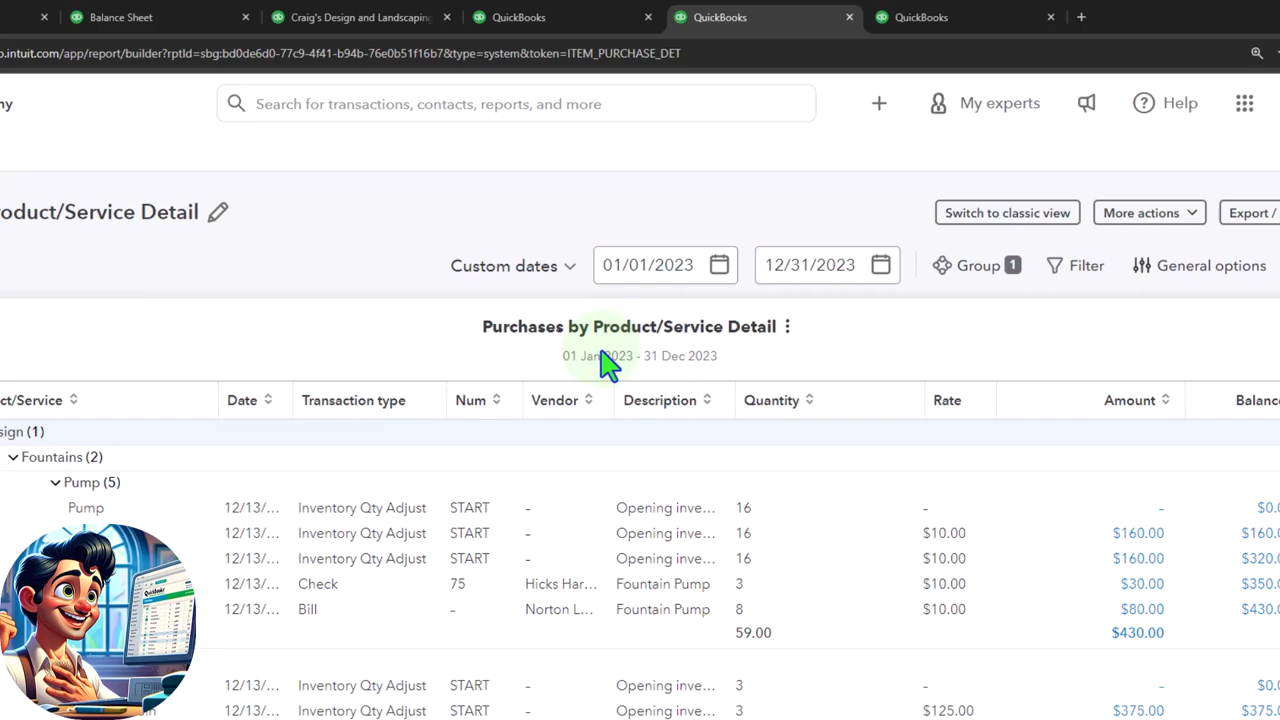 Balance Sheet Craig's Design and Landscaping QuickBooks QuickBooks QuickBooks
o.intuit.com/app/report/builder?rptId=sbg:bd0de6d0-77c9-4f41-b94b-76e0b51f16b7&type=system&token=ITEM_PURCHASE_DET
ny Search for transactions, contacts, reports, and more My experts Help
roduct/Service Detail Switch to classic view More actions Export /
Custom dates 01/01/2023 12/31/2023 Group 1 Filter General options
Purchases by Product/Service Detail
01 Jan 2023 - 31 Dec 2023
ct/Service Date Transaction type Num Vendor Description Quantity Rate Amount Balance
sign (1)
Fountains (2)
Pump (5)
Pump 12/13/... Inventory Qty Adjust START - Opening inve... 16 - - $0.0
12/13/... Inventory Qty Adjust START - Opening inve... 16 $10.00 $160.00 $160.0
12/13/... Inventory Qty Adjust START - Opening inve... 16 $10.00 $160.00 $320.0
12/13/... Check 75 Hicks Har... Fountain Pump 3 $10.00 $30.00 $350.0
12/13/... Bill - Norton L... Fountain Pump 8 $10.00 $80.00 $430.0
59.00 $430.00
12/13/... Inventory Qty Adjust START - Opening inve... 3 - - $0.0
12/13/... Inventory Qty Adjust START - Opening inve... 3 $125.00 $375.00 $375.0